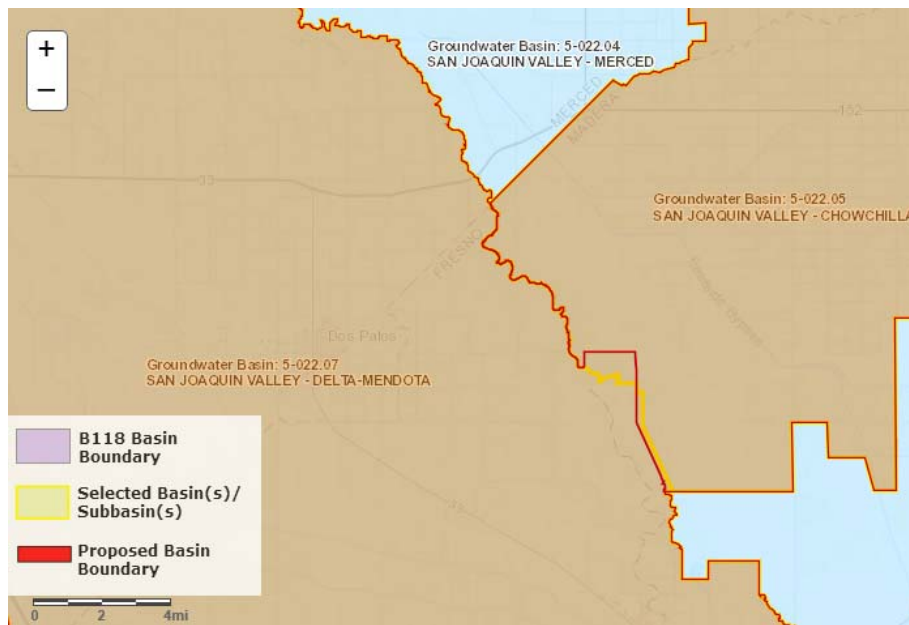 +
−
Groundwater Basin: 5-022.04
SAN JOAQUIN VALLEY - MERCED
MERCED
MADERA
152
33
Groundwater Basin: 5-022.05
SAN JOAQUIN VALLEY - CHOWCHILLA
FRESNO
Dos Palos
Groundwater Basin: 5-022.07
SAN JOAQUIN VALLEY - DELTA-MENDOTA
B118 Basin
Boundary
Selected Basin(s)/
Subbasin(s)
Proposed Basin
Boundary
0 2 4mi